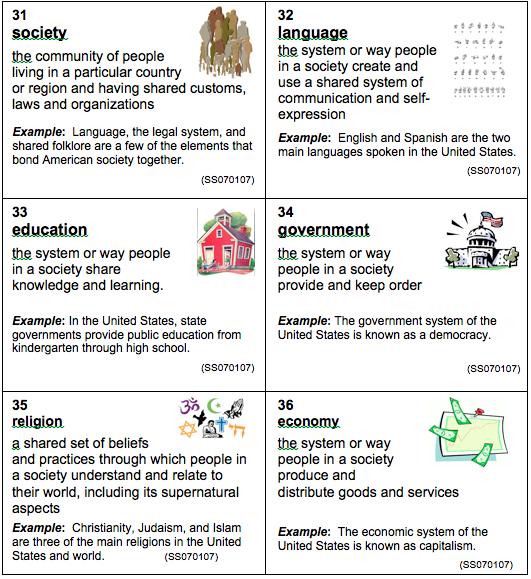 31
society
the community of people
living in a particular country
or region and having shared customs,
laws and organizations
Example: Language, the legal system, and
shared folklore are a few of the elements that
bond American society together.
(SS070107)
32
language
the system or way people
in a society create and
use a shared system of
communication and self-
expression
Example: English and Spanish are the two
main languages spoken in the United States.
(SS070107)
33
education
the system or way people
in a society share
knowledge and learning.
Example: In the United States, state
governments provide public education from
kindergarten through high school.
(SS070107)
34
government
the system or way
people in a society
provide and keep order
Example: The government system of the
United States is known as a democracy.
(SS070107)
35
religion
a shared set of beliefs
and practices through which people in
a society understand and relate to
their world, including its supernatural
aspects
Example: Christianity, Judaism, and Islam
are three of the main religions in the United
States and world. (SS070107)
36
economy
the system or way
people in a society
produce and
distribute goods and services
Example: The economic system of the
United States is known as capitalism.
(SS070107)